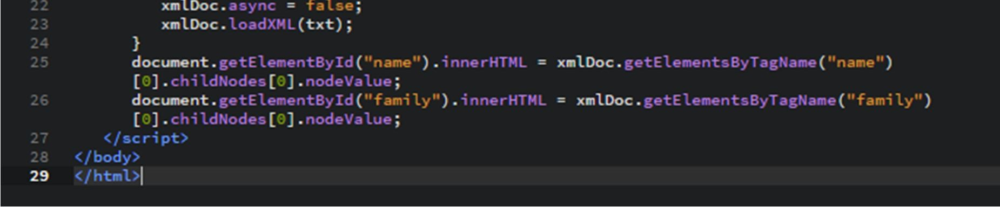 22 xmlDoc.async = false;
23 xmlDoc.loadXML(txt);
24 }
25 document.getElementById("name").innerHTML = xmlDoc.getElementsByTagName("name")
[0].childNodes[0].nodeValue;
26 document.getElementById("family").innerHTML = xmlDoc.getElementsByTagName("family")
[0].childNodes[0].nodeValue;
27 </script>
28 </body>
29 </html>